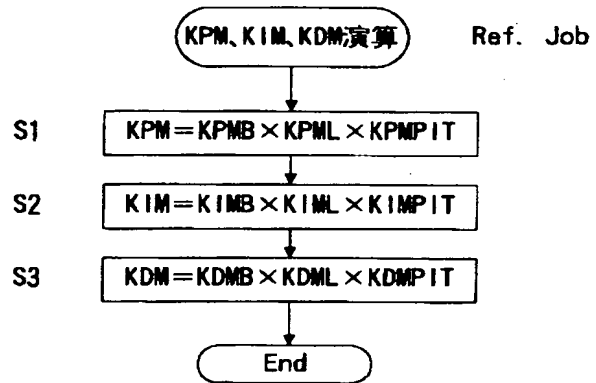 KPM、KIM、KDM演算 Ref. Job
S1 KPM=KPMB×KPML×KPMPIT
S2 KIM=KIMB×KIML×KIMPIT
S3 KDM=KDMB×KDML×KDMPIT
End